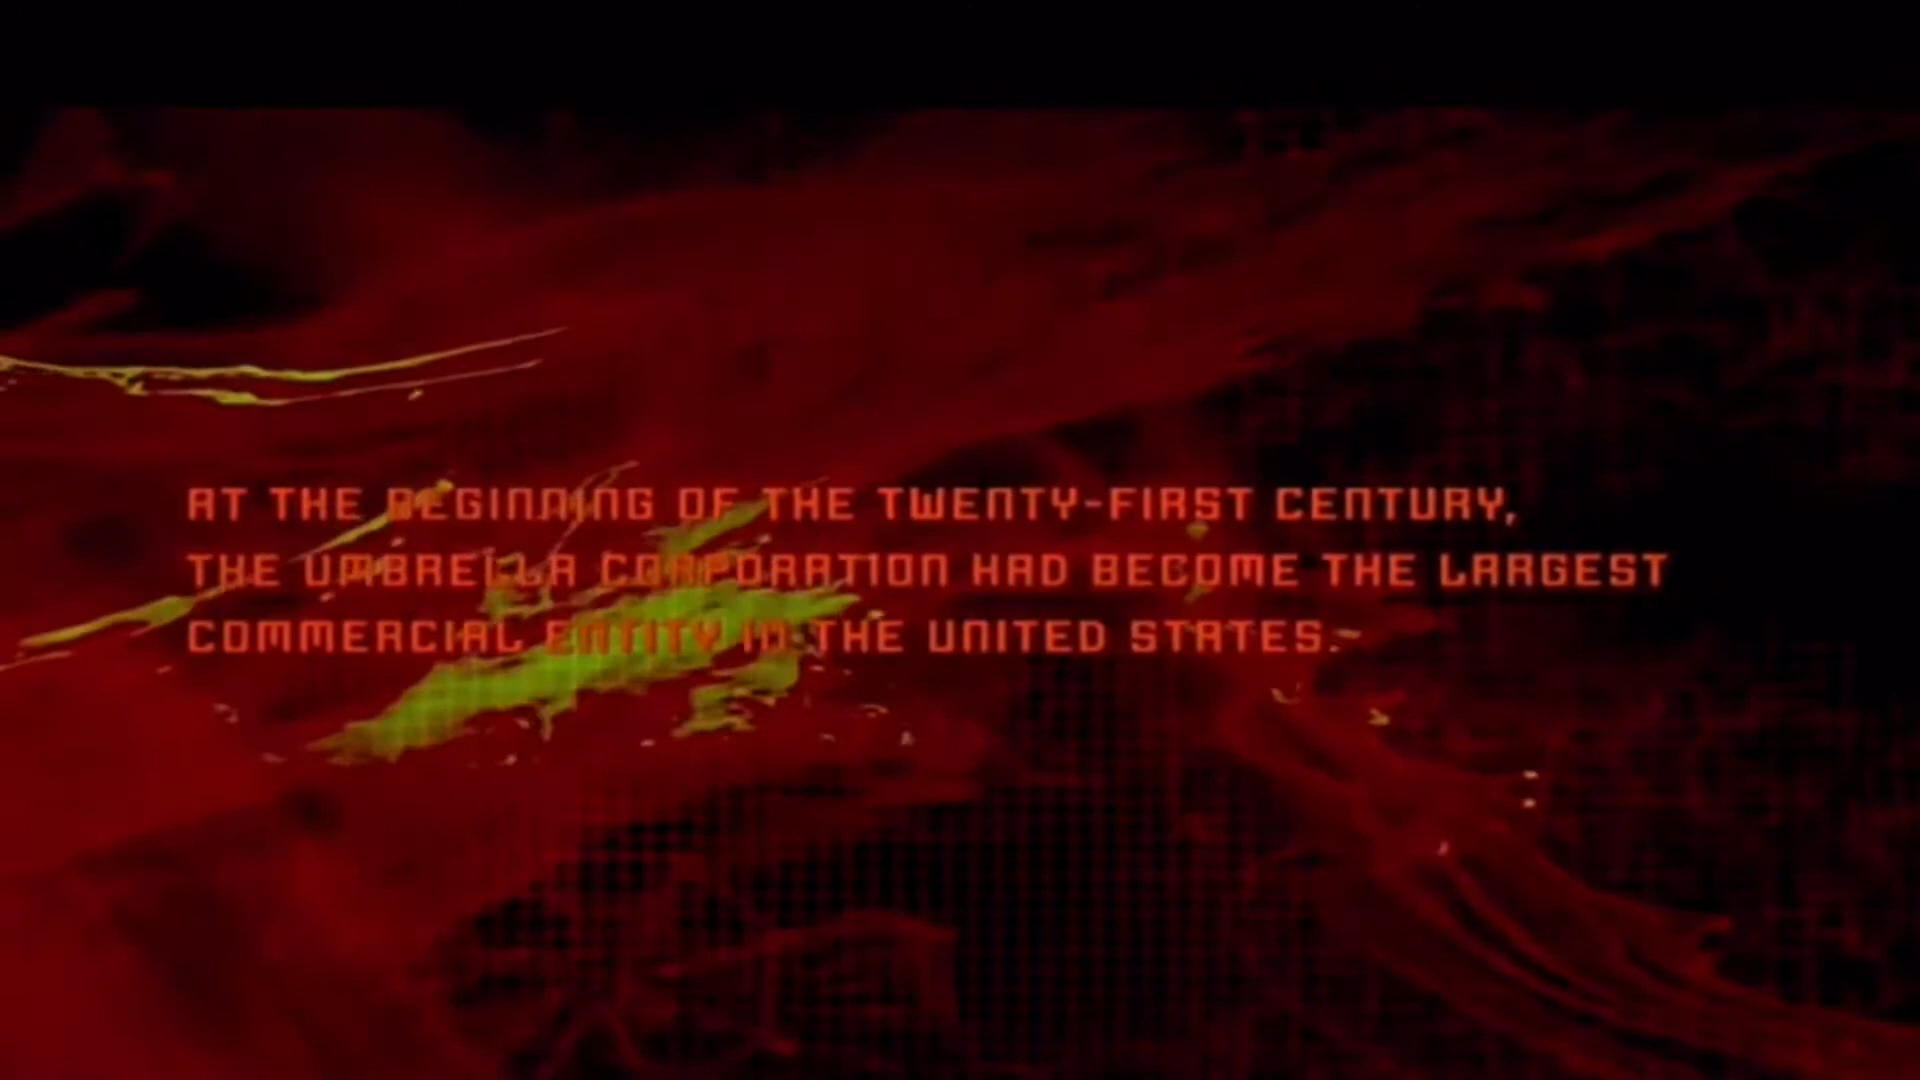 AT THE BEGINNING OF THE TWENTY-FIRST CENTURY,
THE UMBRELLA CORPORATION HAD BECOME THE LARGEST
COMMERCIAL ENTITY IN THE UNITED STATES.